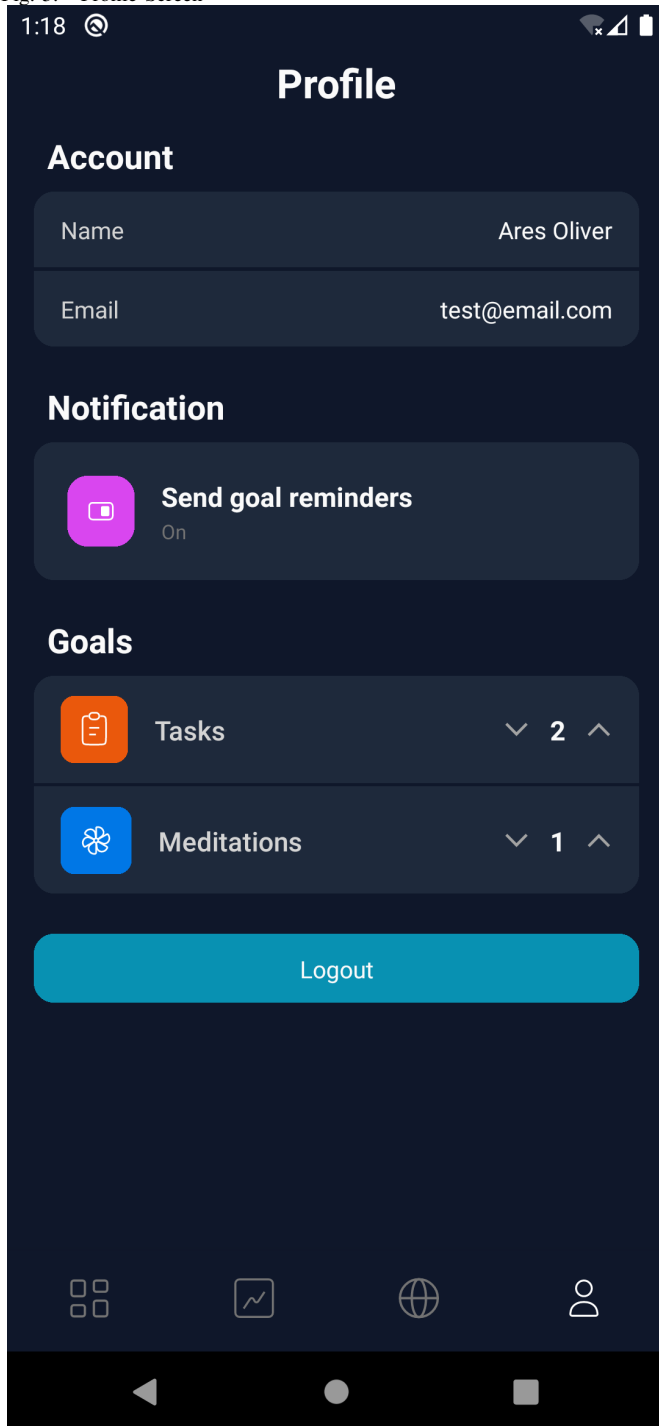 1:18
Profile
Account
Name Ares Oliver
Email test@email.com
Notification
Send goal reminders
On
Goals
Tasks 2
Meditations 1
Logout